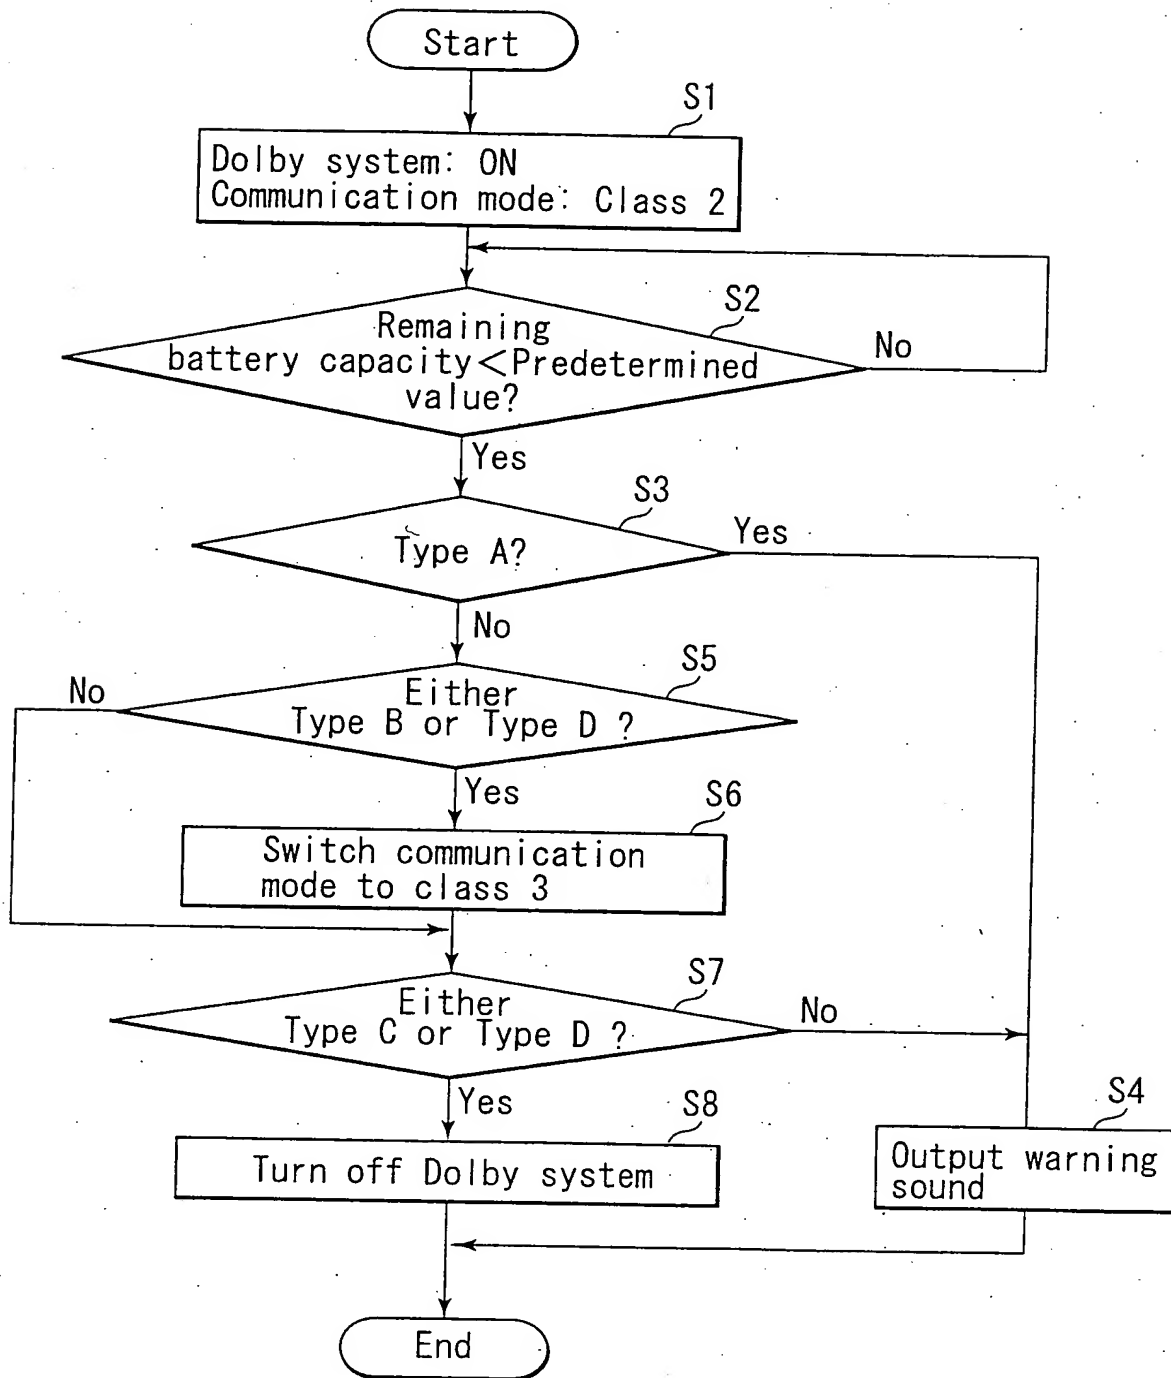 Start
S1
Dolby system: ON
Communication mode: Class 2
S2
Remaining
battery capacity<Predetermined
value?
No
Yes
S3
Type A?
Yes
No
S5
Either
Type B or Type D ?
No
Yes
S6
Switch communication
mode to class 3
S7
Either
Type C or Type D ?
No
Yes
S8
Turn off Dolby system
S4
Output warning
sound
End